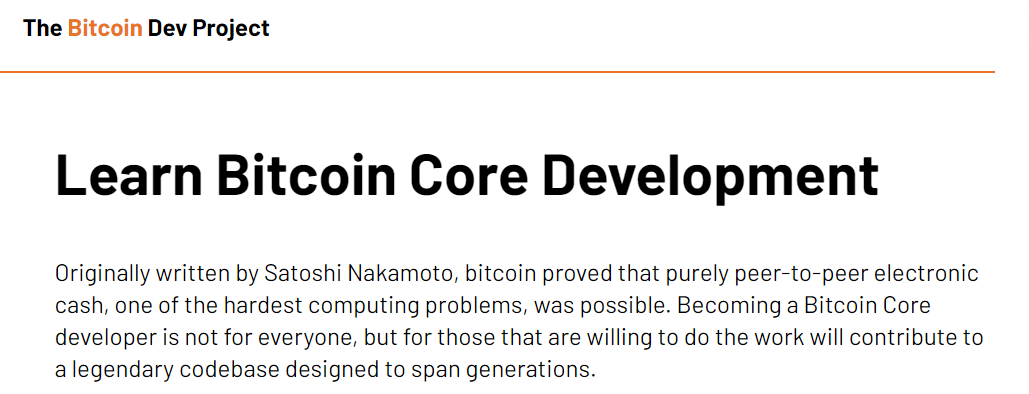 The Bitcoin Dev Project
Learn Bitcoin Core Development
Originally written by Satoshi Nakamoto, bitcoin proved that purely peer-to-peer electronic
cash, one of the hardest computing problems, was possible. Becoming a Bitcoin Core
developer is not for everyone, but for those that are willing to do the work will contribute to
a legendary codebase designed to span generations.